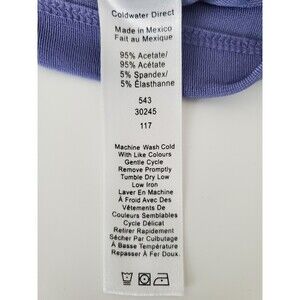 Coldwater Direct
Made in Mexico
Fait au Mexique
95% Acetate/
95% Acétate
5% Spandex/
5% Élasthanne
543
30245
117
Machine Wash Cold
With Like Colours
Gentle Cycle
Remove Promptly
Tumble Dry Low
Low Iron
Laver En Machine
À Froid Avec Des
Vêtements De
Couleurs Semblables
Cycle Délicat
Retirer Rapidement
Sécher Par Culbutage
À Basse Température
Repasser À Fer Doux.